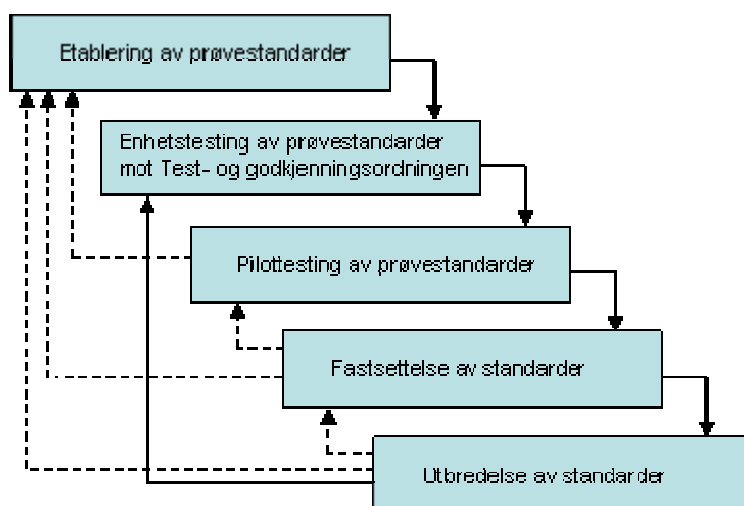 Etablering av prøvestandarder
Enhetstesting av prøvestandarder
mot Test- og godkjenningsordningen
Pilottesting av prøvestandarder
Fastsettelse av standarder
Utbredelse av standarder